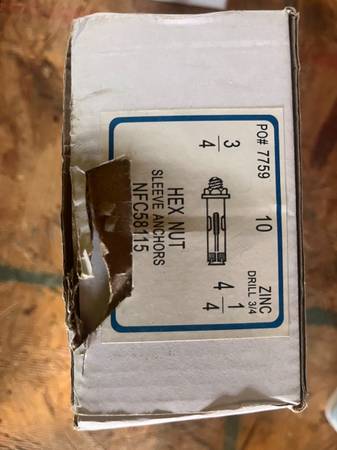 PO# 7759 10 ZINC
DRILL 3/4
3/4 4 1/4
HEX NUT
SLEEVE ANCHORS
NFC58115